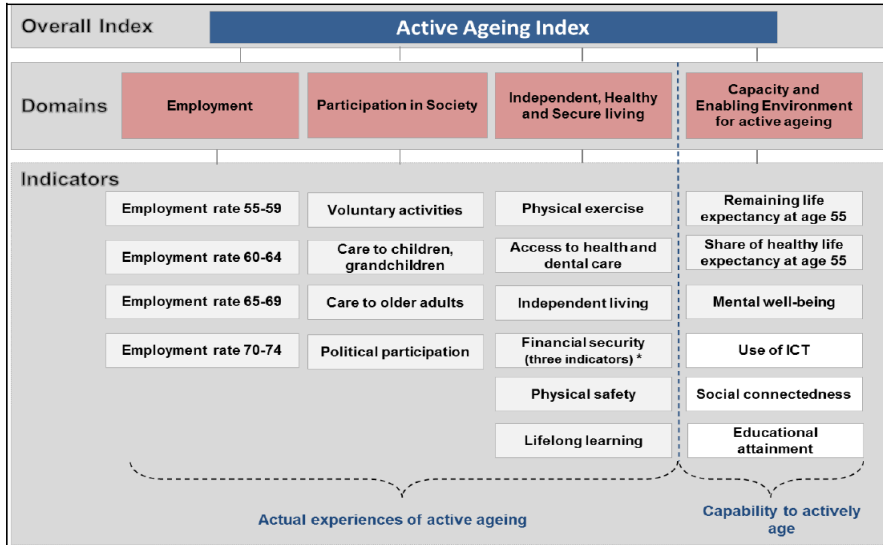 Overall Index
Active Ageing Index
Domains
Employment
Participation in Society
Independent, Healthy
and Secure living
Capacity and
Enabling Environment
for active ageing
Indicators
Employment rate 55-59
Employment rate 60-64
Employment rate 65-69
Employment rate 70-74
Voluntary activities
Care to children,
grandchildren
Care to older adults
Political participation
Physical exercise
Access to health and
dental care
Independent living
Financial security
(three indicators) *
Physical safety
Lifelong learning
Remaining life
expectancy at age 55
Share of healthy life
expectancy at age 55
Mental well-being
Use of ICT
Social connectedness
Educational
attainment
Actual experiences of active ageing
Capability to actively
age